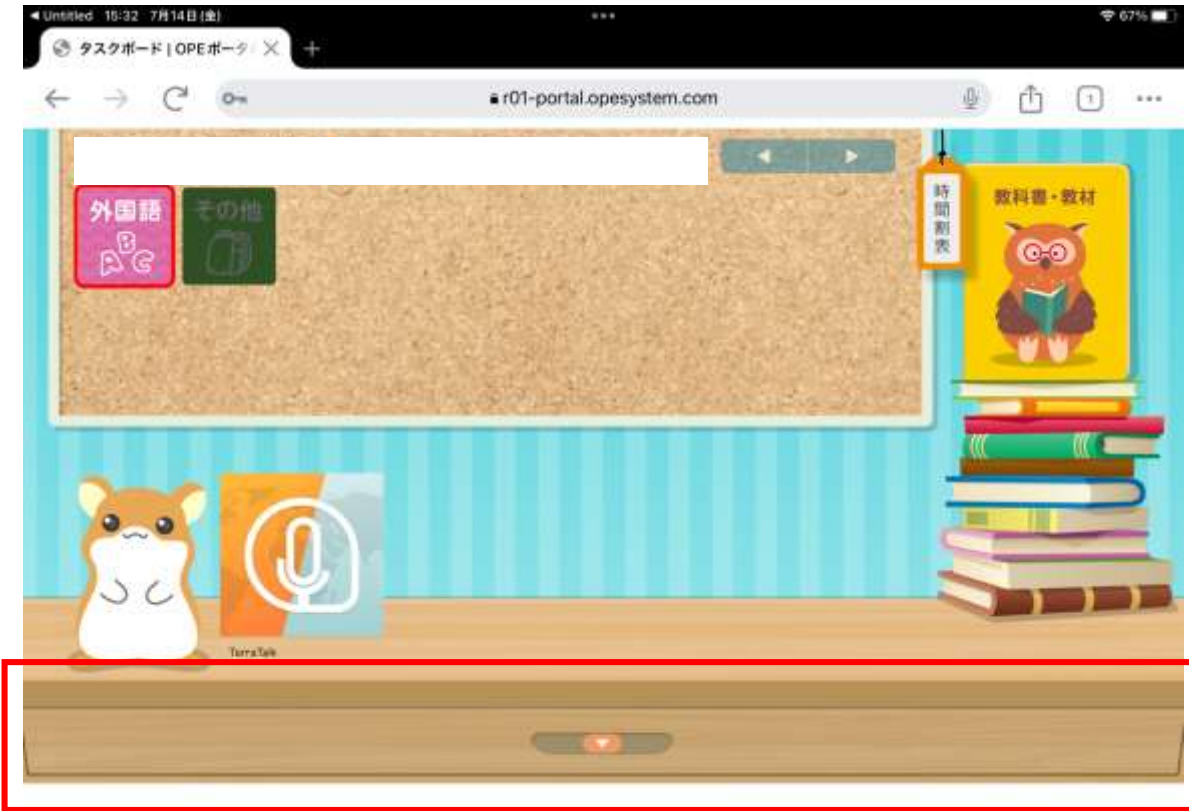 ◀Untitled 15:32 7月14日(金)
67%
タスクボード | OPEポータ
r01-portal.opesystem.com
1
外国語
ABC
その他
時間割表
教科書・教材
TerraTalk